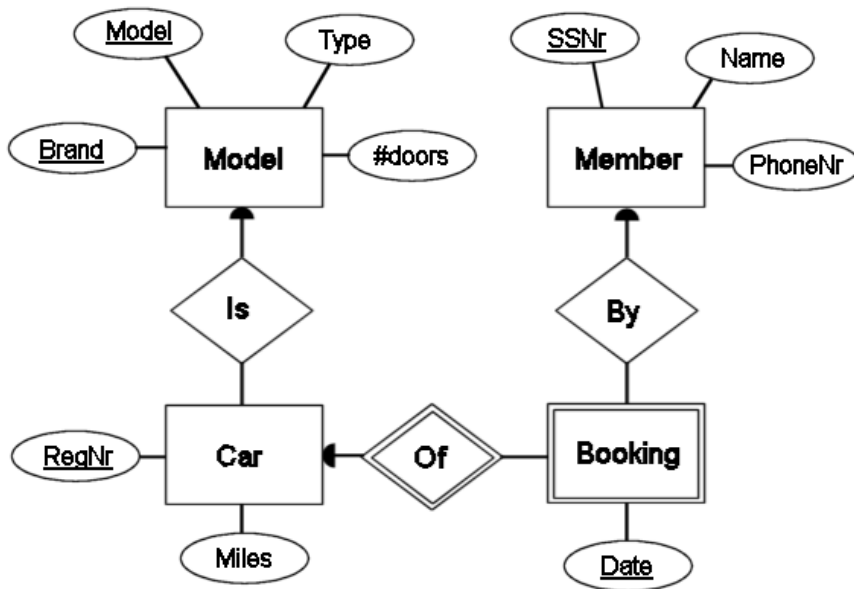 Model
Type
SSNr
Name
Brand
Model
#doors
Member
PhoneNr
Is
By
RegNr
Car
Of
Booking
Miles
Date